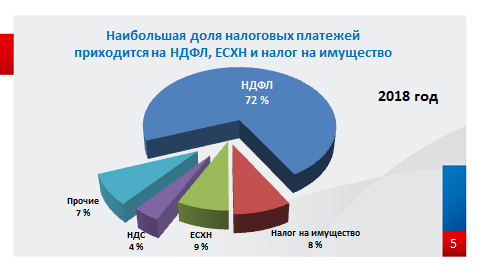 Наибольшая доля налоговых платежей
приходится на НДФЛ, ЕСХН и налог на имущество
НДФЛ
72 %
2018 год
Прочие
7 %
НДС
4 %
ЕСХН
9 %
Налог на имущество
8 %
5